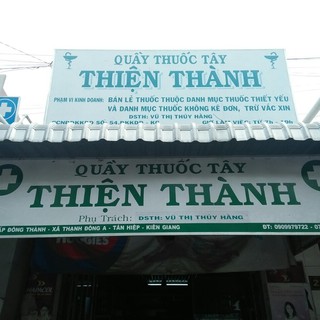 QUẦY THUỐC TÂY
THIỆN THÀNH
PHẠM VI KINH DOANH: BÁN LẺ THUỐC THUỘC DANH MỤC THUỐC THIẾT YẾU
VÀ DANH MỤC THUỐC KHÔNG KÊ ĐƠN, TRỪ VẮC XIN
DSTH: VŨ THỊ THÚY HẰNG
QUẦY THUỐC TÂY
THIỆN THÀNH
Phụ Trách: DSTH: VŨ THỊ THÚY HẰNG
ẤP ĐÔNG THÀNH - XÃ THẠNH ĐÔNG A - TÂN HIỆP - KIÊN GIANG ĐT: 0909979722